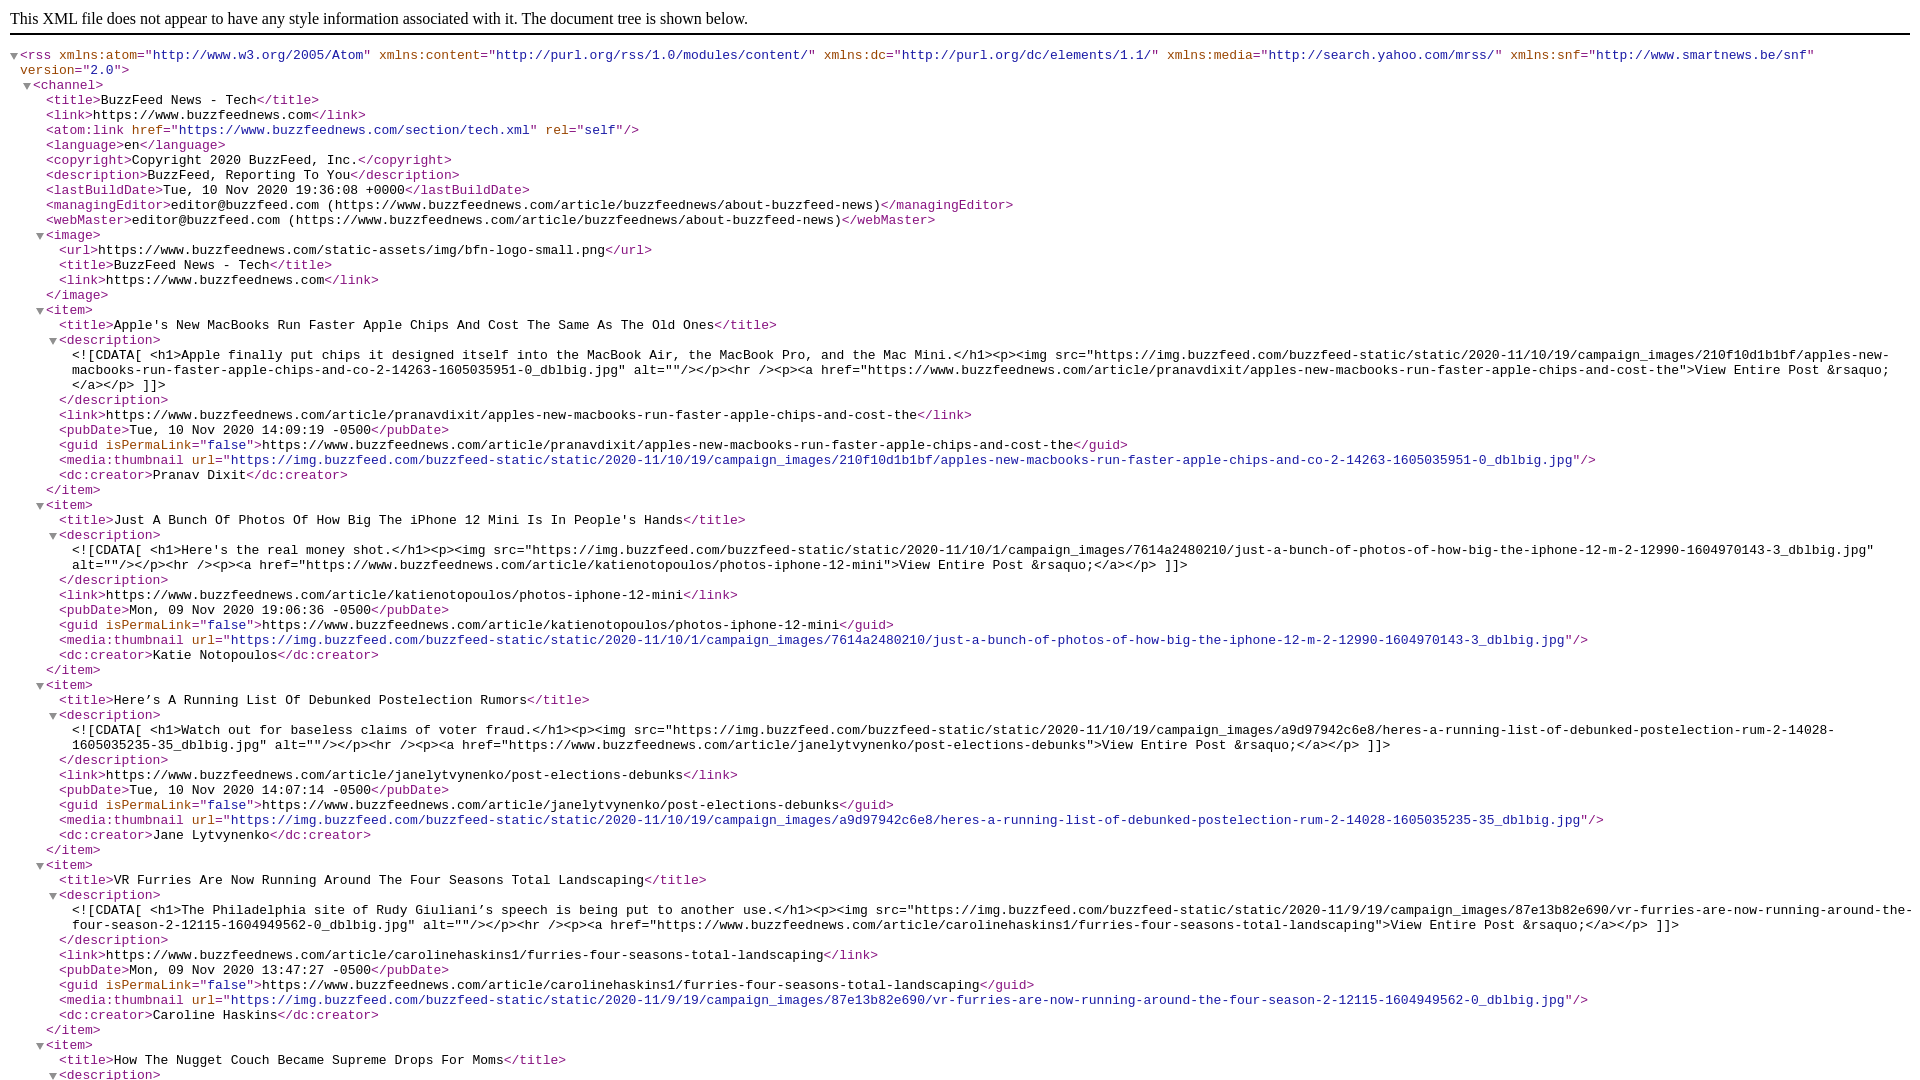 This XML file does not appear to have any style information associated with it. The document tree is shown below.
<rss xmlns:atom="http://www.w3.org/2005/Atom" xmlns:content="http://purl.org/rss/1.0/modules/content/" xmlns:dc="http://purl.org/dc/elements/1.1/" xmlns:media="http://search.yahoo.com/mrss/" xmlns:snf="http://www.smartnews.be/snf"
version="2.0">
<channel>
<title>BuzzFeed News - Tech</title>
<link>https://www.buzzfeednews.com</link>
<atom:link href="https://www.buzzfeednews.com/section/tech.xml" rel="self"/>
<language>en</language>
<copyright>Copyright 2020 BuzzFeed, Inc.</copyright>
<description>BuzzFeed, Reporting To You</description>
<lastBuildDate>Tue, 10 Nov 2020 19:36:08 +0000</lastBuildDate>
<managingEditor>editor@buzzfeed.com (https://www.buzzfeednews.com/article/buzzfeednews/about-buzzfeed-news)</managingEditor>
<webMaster>editor@buzzfeed.com (https://www.buzzfeednews.com/article/buzzfeednews/about-buzzfeed-news)</webMaster>
<image>
<url>https://www.buzzfeednews.com/static-assets/img/bfn-logo-small.png</url>
<title>BuzzFeed News - Tech</title>
<link>https://www.buzzfeednews.com</link>
</image>
<item>
<title>Apple's New MacBooks Run Faster Apple Chips And Cost The Same As The Old Ones</title>
<description>
<![CDATA[ <h1>Apple finally put chips it designed itself into the MacBook Air, the MacBook Pro, and the Mac Mini.</h1><p><img src="https://img.buzzfeed.com/buzzfeed-static/static/2020-11/10/19/campaign_images/210f10d1b1bf/apples-new-
macbooks-run-faster-apple-chips-and-co-2-14263-1605035951-0_dblbig.jpg" alt=""/></p><hr /><p><a href="https://www.buzzfeednews.com/article/pranavdixit/apples-new-macbooks-run-faster-apple-chips-and-cost-the">View Entire Post &rsaquo;
</a></p> ]]>
</description>
<link>https://www.buzzfeednews.com/article/pranavdixit/apples-new-macbooks-run-faster-apple-chips-and-cost-the</link>
<pubDate>Tue, 10 Nov 2020 14:09:19 -0500</pubDate>
<guid isPermaLink="false">https://www.buzzfeednews.com/article/pranavdixit/apples-new-macbooks-run-faster-apple-chips-and-cost-the</guid>
<media:thumbnail url="https://img.buzzfeed.com/buzzfeed-static/static/2020-11/10/19/campaign_images/210f10d1b1bf/apples-new-macbooks-run-faster-apple-chips-and-co-2-14263-1605035951-0_dblbig.jpg"/>
<dc:creator>Pranav Dixit</dc:creator>
</item>
<item>
<title>Just A Bunch Of Photos Of How Big The iPhone 12 Mini Is In People's Hands</title>
<description>
<![CDATA[ <h1>Here's the real money shot.</h1><p><img src="https://img.buzzfeed.com/buzzfeed-static/static/2020-11/10/1/campaign_images/7614a2480210/just-a-bunch-of-photos-of-how-big-the-iphone-12-m-2-12990-1604970143-3_dblbig.jpg"
alt=""/></p><hr /><p><a href="https://www.buzzfeednews.com/article/katienotopoulos/photos-iphone-12-mini">View Entire Post &rsaquo;</a></p> ]]>
</description>
<link>https://www.buzzfeednews.com/article/katienotopoulos/photos-iphone-12-mini</link>
<pubDate>Mon, 09 Nov 2020 19:06:36 -0500</pubDate>
<guid isPermaLink="false">https://www.buzzfeednews.com/article/katienotopoulos/photos-iphone-12-mini</guid>
<media:thumbnail url="https://img.buzzfeed.com/buzzfeed-static/static/2020-11/10/1/campaign_images/7614a2480210/just-a-bunch-of-photos-of-how-big-the-iphone-12-m-2-12990-1604970143-3_dblbig.jpg"/>
<dc:creator>Katie Notopoulos</dc:creator>
</item>
<item>
<title>Here’s A Running List Of Debunked Postelection Rumors</title>
<description>
<![CDATA[ <h1>Watch out for baseless claims of voter fraud.</h1><p><img src="https://img.buzzfeed.com/buzzfeed-static/static/2020-11/10/19/campaign_images/a9d97942c6e8/heres-a-running-list-of-debunked-postelection-rum-2-14028-
1605035235-35_dblbig.jpg" alt=""/></p><hr /><p><a href="https://www.buzzfeednews.com/article/janelytvynenko/post-elections-debunks">View Entire Post &rsaquo;</a></p> ]]>
</description>
<link>https://www.buzzfeednews.com/article/janelytvynenko/post-elections-debunks</link>
<pubDate>Tue, 10 Nov 2020 14:07:14 -0500</pubDate>
<guid isPermaLink="false">https://www.buzzfeednews.com/article/janelytvynenko/post-elections-debunks</guid>
<media:thumbnail url="https://img.buzzfeed.com/buzzfeed-static/static/2020-11/10/19/campaign_images/a9d97942c6e8/heres-a-running-list-of-debunked-postelection-rum-2-14028-1605035235-35_dblbig.jpg"/>
<dc:creator>Jane Lytvynenko</dc:creator>
</item>
<item>
<title>VR Furries Are Now Running Around The Four Seasons Total Landscaping</title>
<description>
<![CDATA[ <h1>The Philadelphia site of Rudy Giuliani’s speech is being put to another use.</h1><p><img src="https://img.buzzfeed.com/buzzfeed-static/static/2020-11/9/19/campaign_images/87e13b82e690/vr-furries-are-now-running-around-the-
four-season-2-12115-1604949562-0_dblbig.jpg" alt=""/></p><hr /><p><a href="https://www.buzzfeednews.com/article/carolinehaskins1/furries-four-seasons-total-landscaping">View Entire Post &rsaquo;</a></p> ]]>
</description>
<link>https://www.buzzfeednews.com/article/carolinehaskins1/furries-four-seasons-total-landscaping</link>
<pubDate>Mon, 09 Nov 2020 13:47:27 -0500</pubDate>
<guid isPermaLink="false">https://www.buzzfeednews.com/article/carolinehaskins1/furries-four-seasons-total-landscaping</guid>
<media:thumbnail url="https://img.buzzfeed.com/buzzfeed-static/static/2020-11/9/19/campaign_images/87e13b82e690/vr-furries-are-now-running-around-the-four-season-2-12115-1604949562-0_dblbig.jpg"/>
<dc:creator>Caroline Haskins</dc:creator>
</item>
<item>
<title>How The Nugget Couch Became Supreme Drops For Moms</title>
<description>